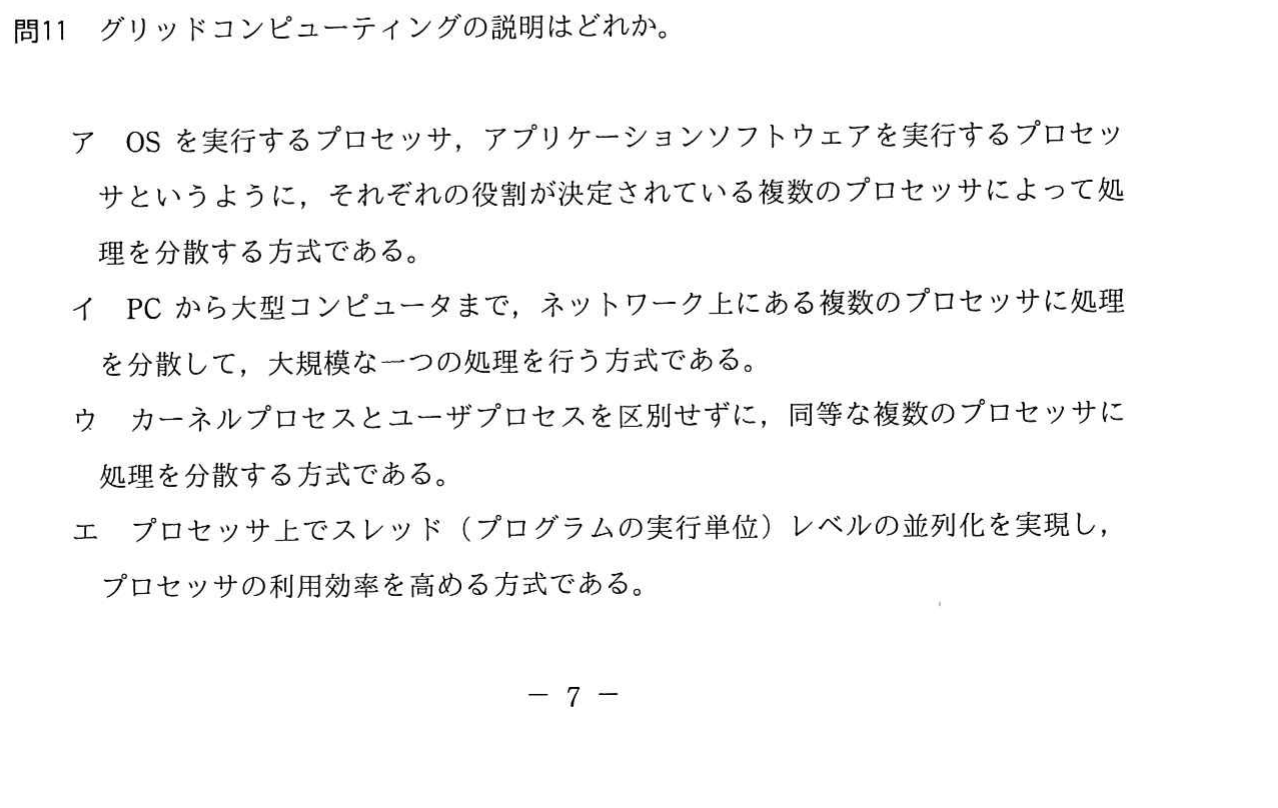 問11 グリッドコンピューティングの説明はどれか。
ア OS を実行するプロセッサ，アプリケーションソフトウェアを実行するプロセッ
サというように，それぞれの役割が決定されている複数のプロセッサによって処
理を分散する方式である。
イ PC から大型コンピュータまで，ネットワーク上にある複数のプロセッサに処理
を分散して，大規模な一つの処理を行う方式である。
ウ カーネルプロセスとユーザプロセスを区別せずに，同等な複数のプロセッサに
処理を分散する方式である。
エ プロセッサ上でスレッド（プログラムの実行単位）レベルの並列化を実現し，
プロセッサの利用効率を高める方式である。
－ 7 －